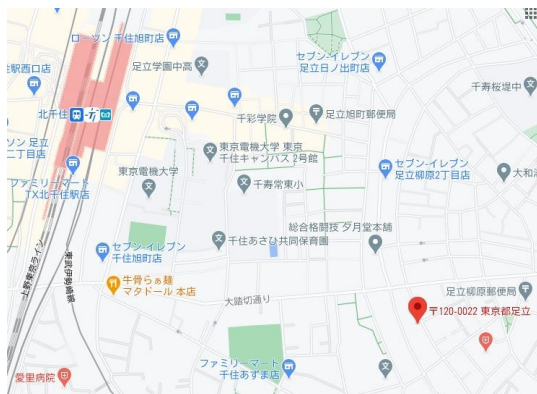 ローソン 千住旭町店
足立学園中高
セブン-イレブン
足立日ノ出町店
住駅西口店
千寿桜堤中
北千住
千彩学院
足立旭町郵便局
ソン 足立
二丁目店
東京電機大学 東京
千住キャンパス 2号館
セブン-イレブン
足立柳原2丁目店
ファミリーマート
TX北千住駅店
東京電機大学
千寿常東小
大和湯
総合格闘技 夕月堂本舗
千住あさひ共同保育園
セブン-イレブン
千住旭町店
上野東京ライン
東武伊勢崎線
牛骨らぁ麺
マタドール 本店
大踏切通り
足立柳原郵便局
〒120-0022 東京都足立
ファミリーマート
千住あずま店
愛里病院